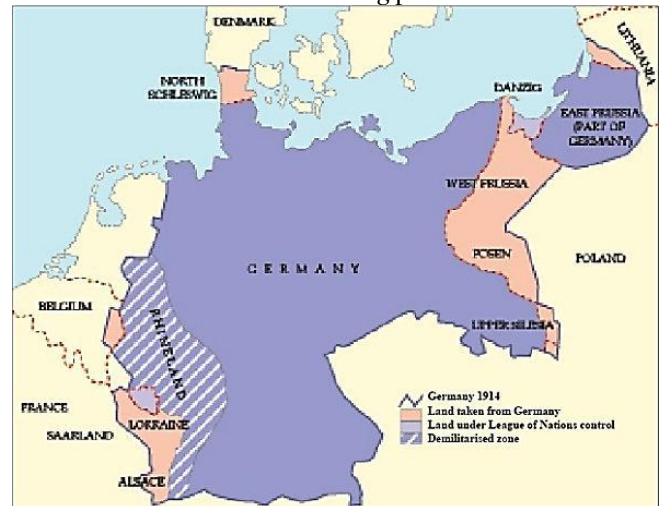 DENMARK
LITHUANIA
NORTH
SCHLESWIG
DANZIG
EAST PRUSSIA
(PART OF
GERMANY)
WEST PRUSSIA
POSEN
POLAND
GERMANY
BELGIUM
RHINELAND
UPPER SILESIA
FRANCE
SAARLAND
LORRAINE
ALSACE
Germany 1914
Land taken from Germany
Land under League of Nations control
Demilitarised zone